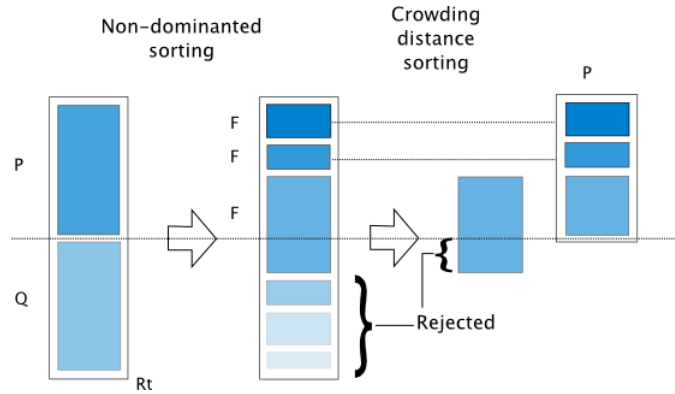 Non-dominanted
sorting
Crowding
distance
sorting
P
F
F
P
F
Q
Rejected
Rt